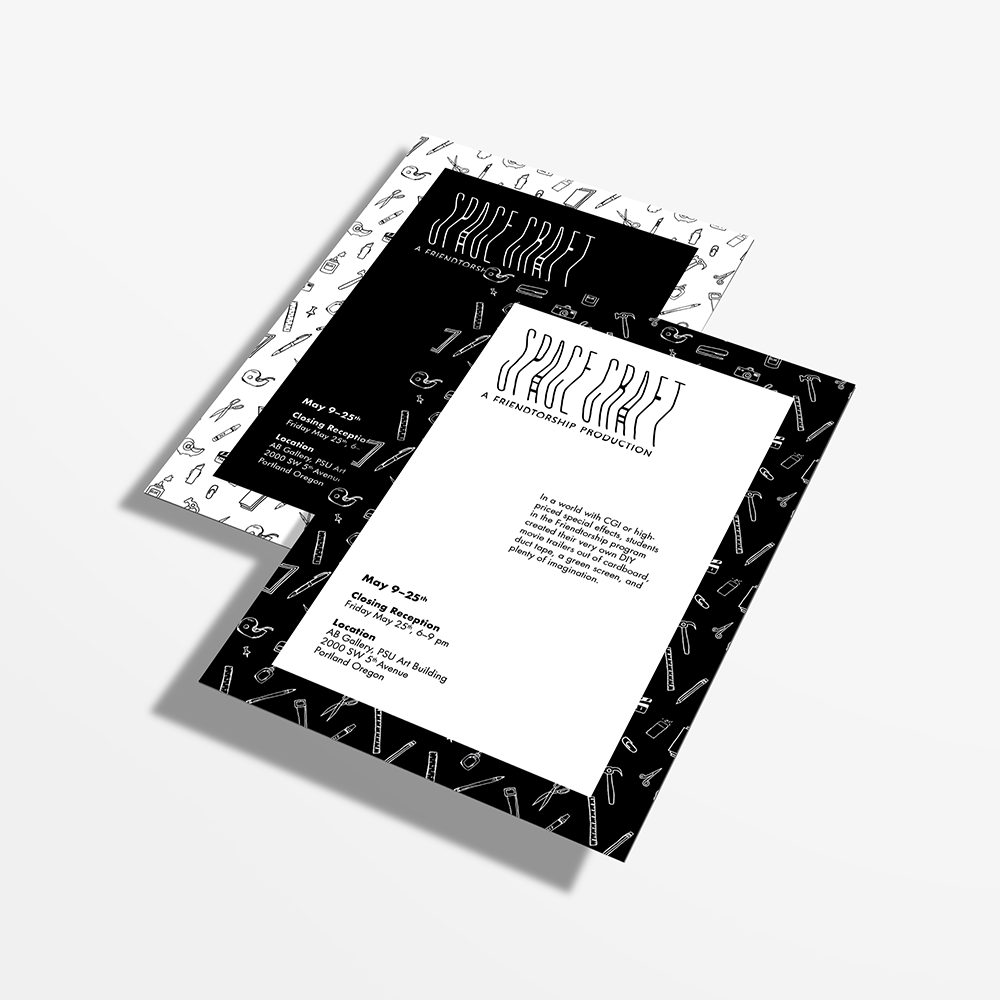 SPACE CRAFT
A FRIENDTORSHIP
May 9–25th
Closing Reception
Friday May 25th, 6–
Location
AB Gallery, PSU Art
2000 SW 5th Avenue
Portland Oregon
SPACE CRAFT
A FRIENDTORSHIP PRODUCTION
In a world with CGI or high-
priced special effects, students
in the Friendtorship program
created their very own DIY
movie trailers out of cardboard,
duct tape, a green screen, and
plenty of imagination.
May 9–25th
Closing Reception
Friday May 25th, 6–9 pm
Location
AB Gallery, PSU Art Building
2000 SW 5th Avenue
Portland Oregon